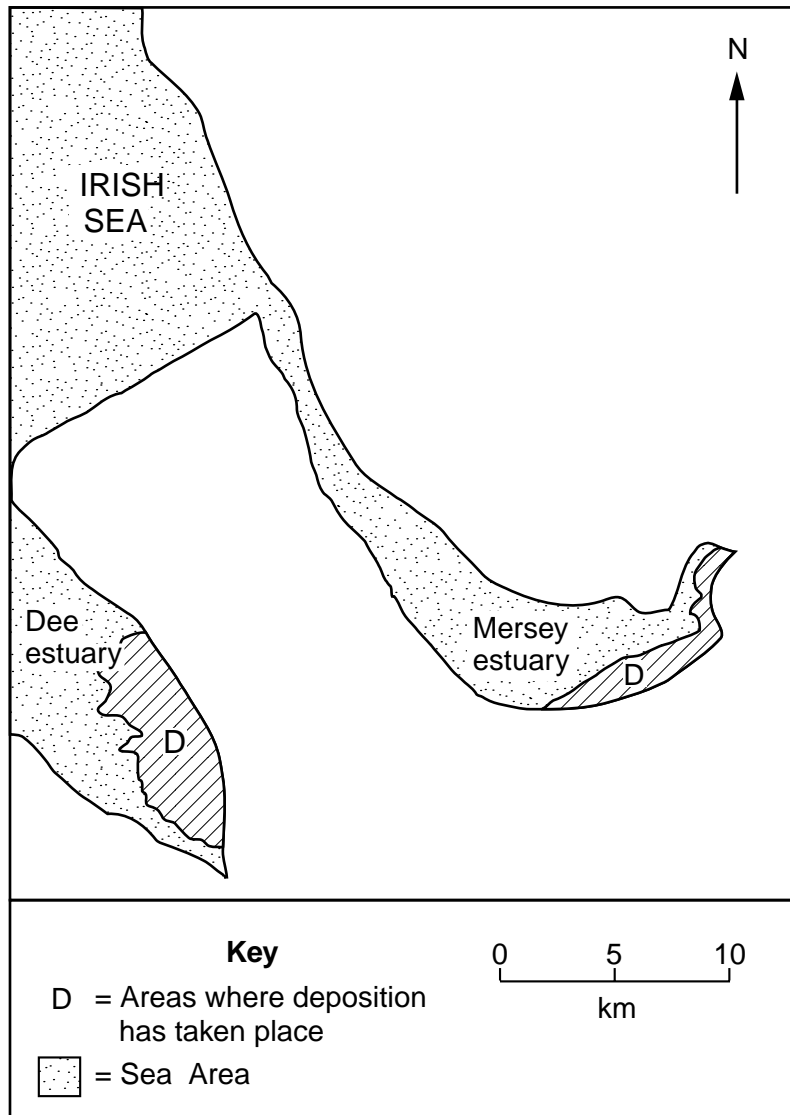 N
IRISH
SEA
Dee
estuary
Mersey
estuary
D
D
Key
D = Areas where deposition
has taken place
= Sea Area
0 5 10
km